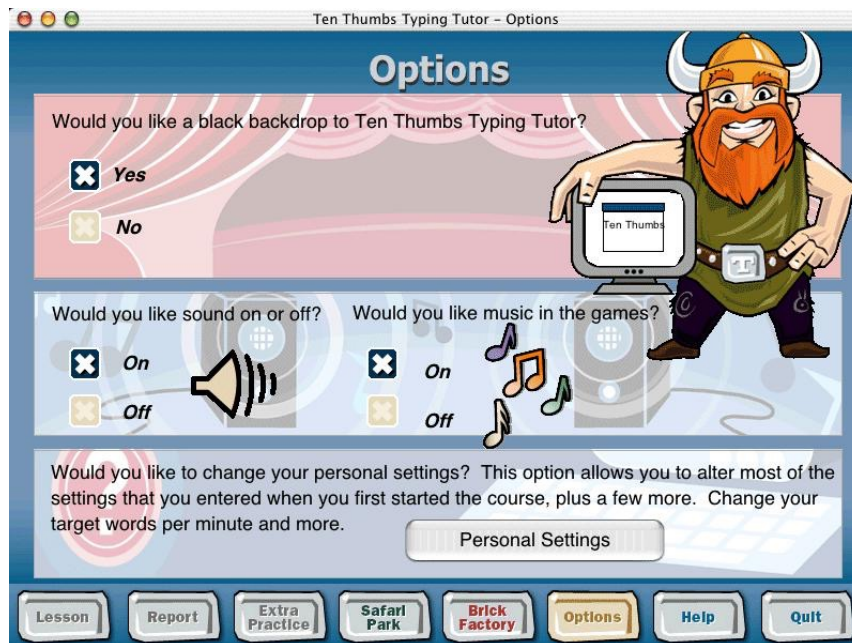 Ten Thumbs Typing Tutor – Options
Options
Would you like a black backdrop to Ten Thumbs Typing Tutor?
Yes
No
Ten Thumbs
T
Would you like sound on or off?
On
Off
Would you like music in the games?
On
Off
Would you like to change your personal settings?  This option allows you to alter most of the
settings that you entered when you first started the course, plus a few more.  Change your
target words per minute and more.
Personal Settings
Lesson
Report
Extra
Practice
Safari
Park
Brick
Factory
Options
Help
Quit